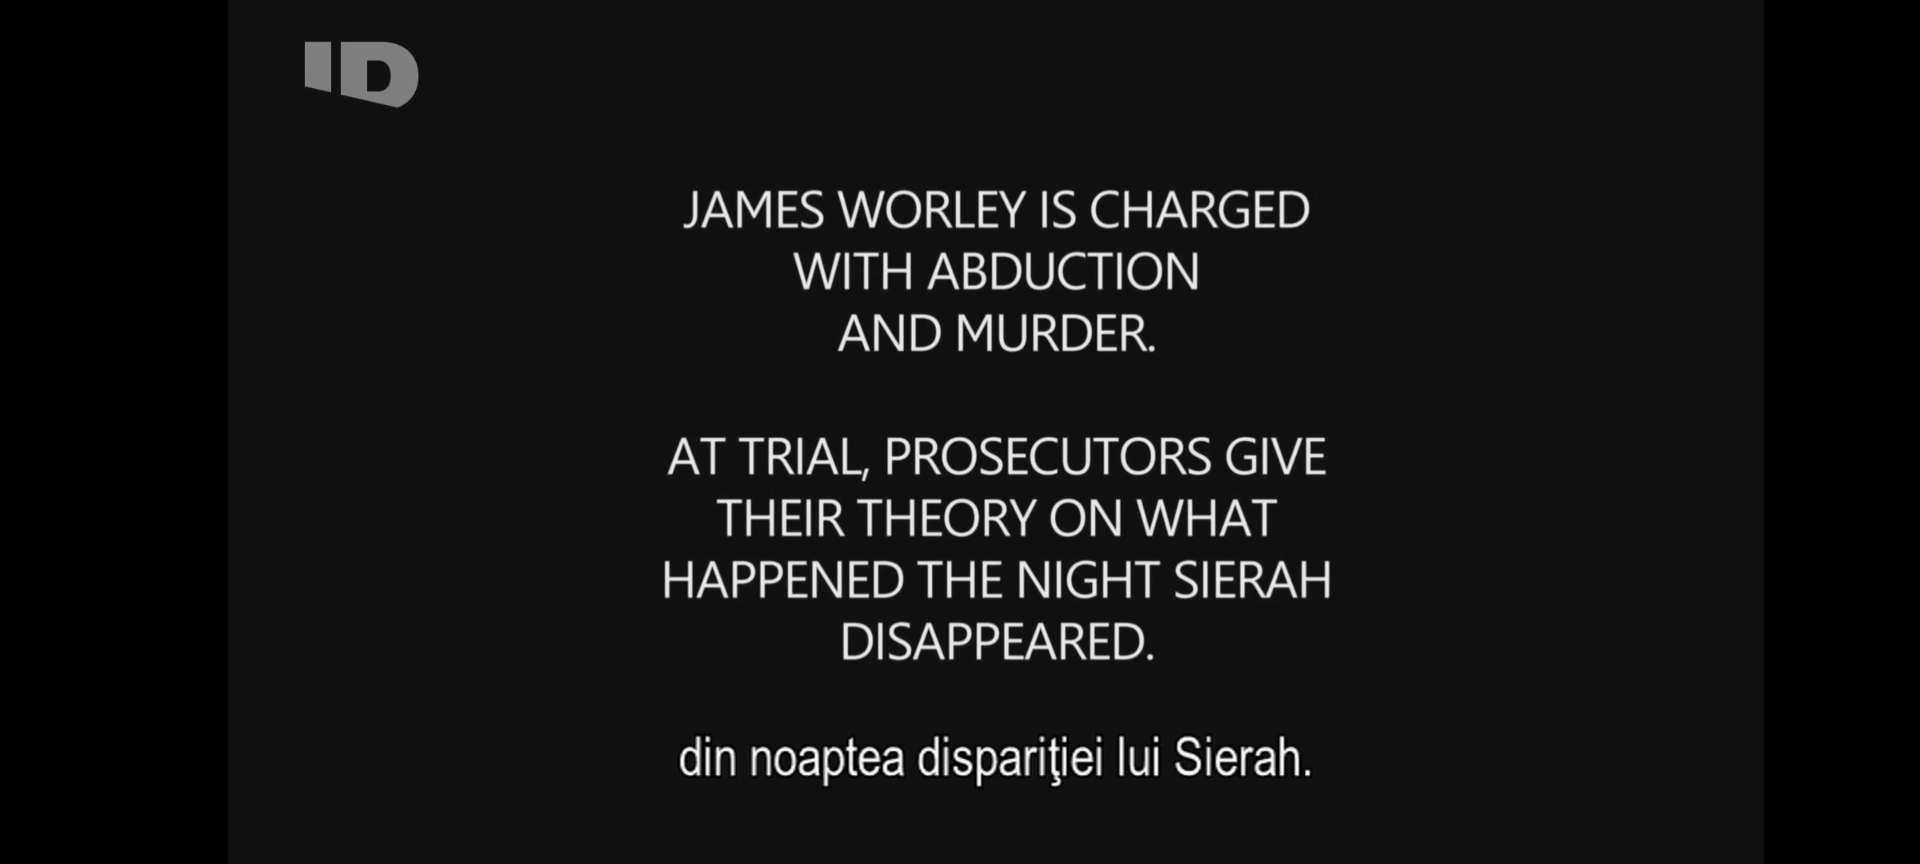 ID
JAMES WORLEY IS CHARGED
WITH ABDUCTION
AND MURDER.
AT TRIAL, PROSECUTORS GIVE
THEIR THEORY ON WHAT
HAPPENED THE NIGHT SIERAH
DISAPPEARED.
din noaptea dispariţiei lui Sierah.